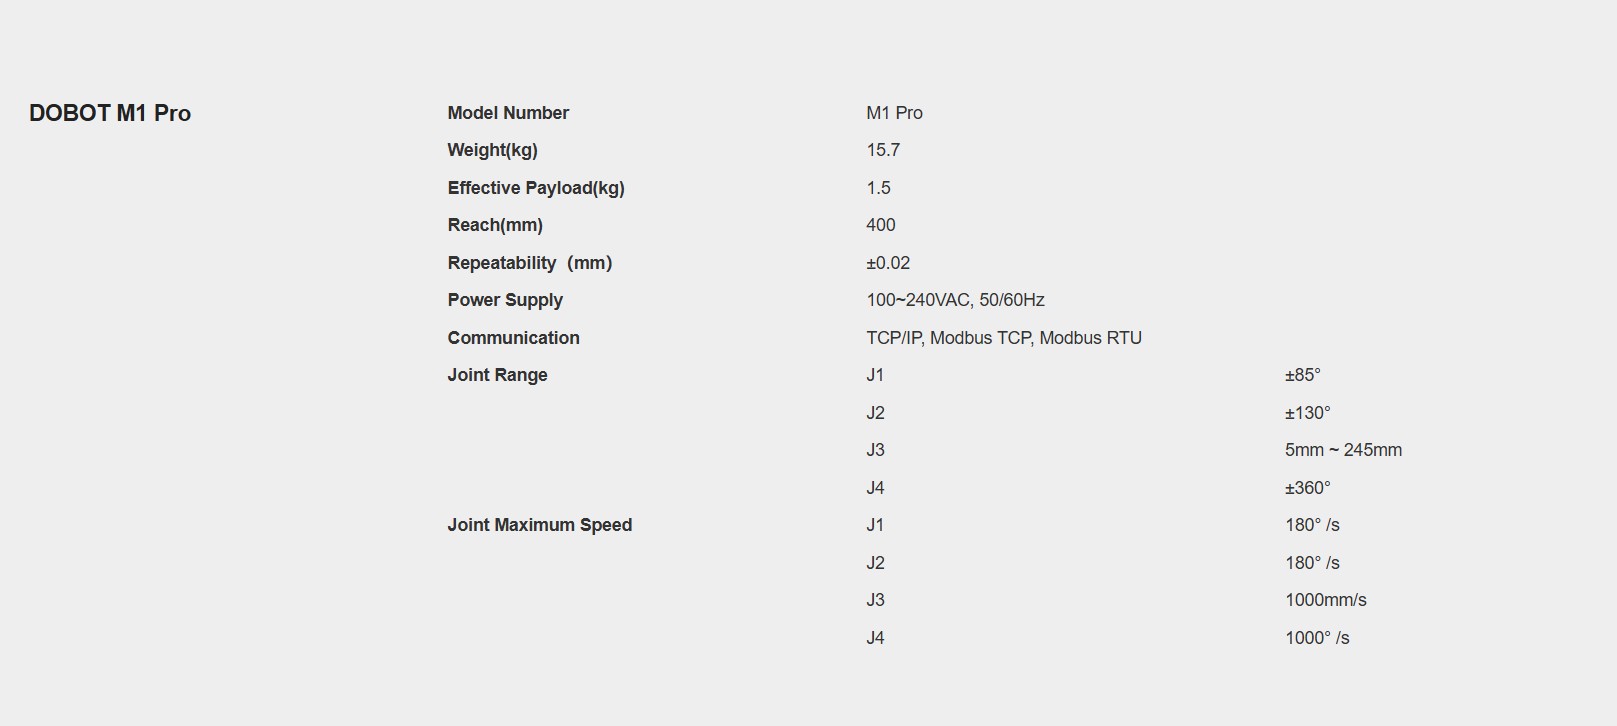 DOBOT M1 Pro Model Number M1 Pro
Weight(kg) 15.7
Effective Payload(kg) 1.5
Reach(mm) 400
Repeatability（mm） ±0.02
Power Supply 100~240VAC, 50/60Hz
Communication TCP/IP, Modbus TCP, Modbus RTU
Joint Range J1 ±85°
J2 ±130°
J3 5mm ~ 245mm
J4 ±360°
Joint Maximum Speed J1 180° /s
J2 180° /s
J3 1000mm/s
J4 1000° /s